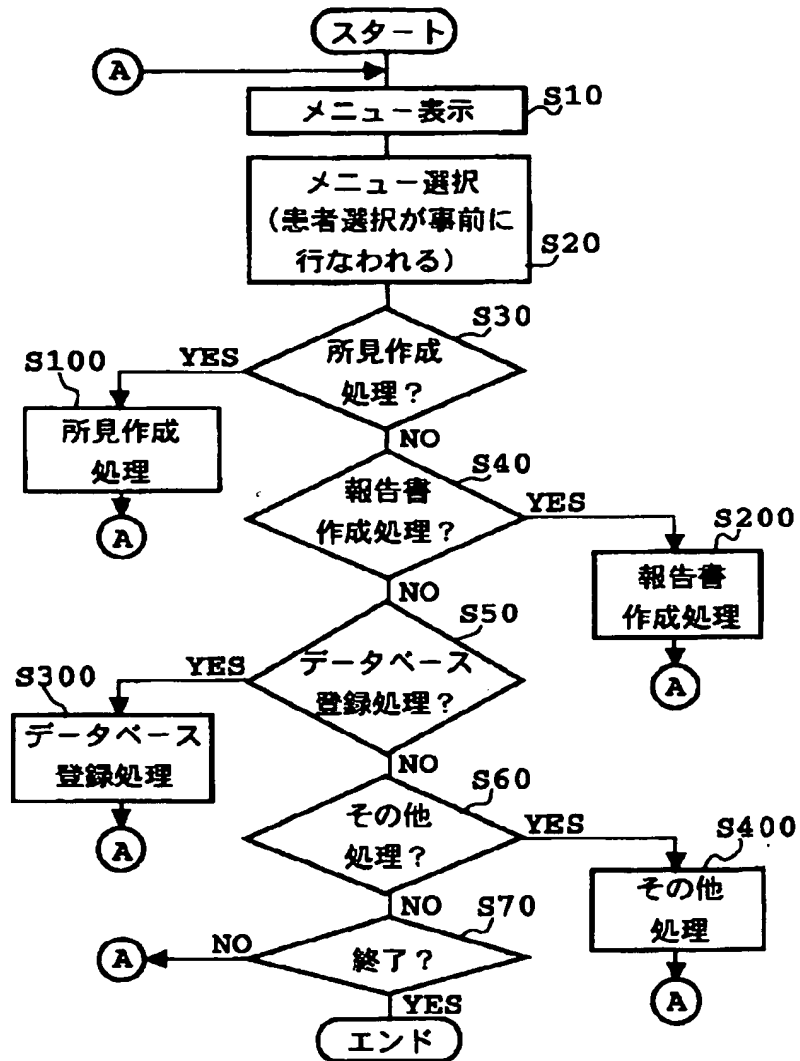 スタート
A
メニュー表示
S10
メニュー選択
(患者選択が事前に
行なわれる)
S20
S30
所見作成
処理?
YES
S100
所見作成
処理
A
NO
S40
報告書
作成処理?
YES
S200
報告書
作成処理
A
NO
S50
データベース
登録処理?
YES
S300
データベース
登録処理
A
NO
S60
その他
処理?
YES
S400
その他
処理
A
NO
S70
終了?
NO
A
YES
エンド